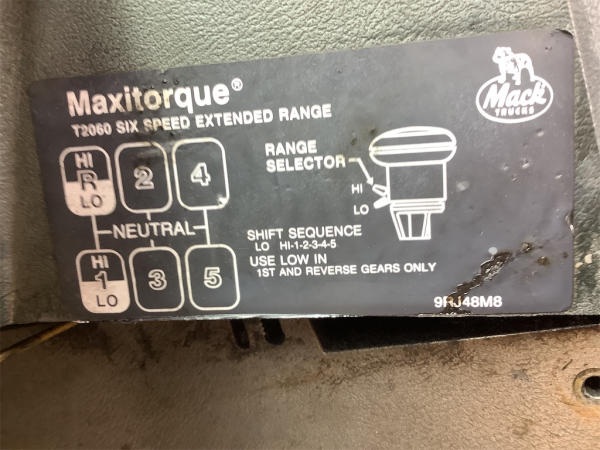 Maxitorque®
T2060 SIX SPEED EXTENDED RANGE
Mack
TRUCKS
HI
R
LO
2
4
NEUTRAL
HI
1
LO
3
5
RANGE
SELECTOR
HI
LO
SHIFT SEQUENCE
LO HI-1-2-3-4-5
USE LOW IN
1ST AND REVERSE GEARS ONLY
9RJ48M8